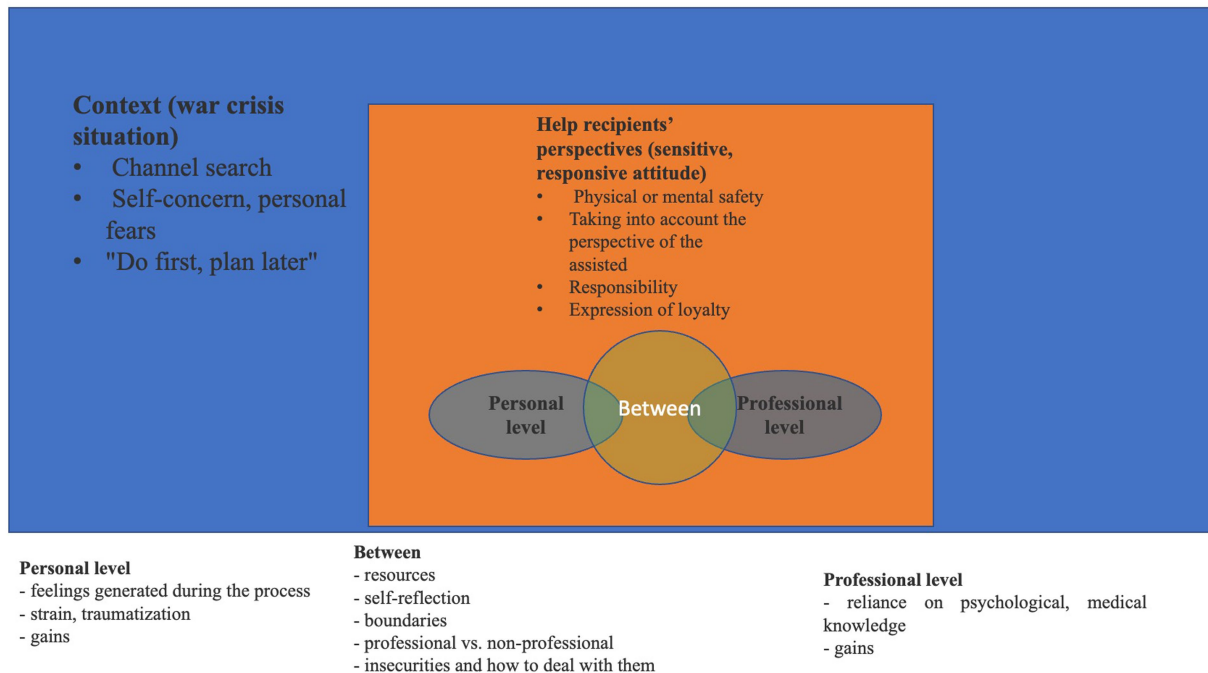 Context (war crisis
situation)
• Channel search
• Self-concern, personal
fears
• "Do first, plan later"
Help recipients’
perspectives (sensitive,
responsive attitude)
• Physical or mental safety
• Taking into account the
perspective of the
assisted
• Responsibility
• Expression of loyalty
Personal
level
Between
Professional
level
Personal level
- feelings generated during the process
- strain, traumatization
- gains
Between
- resources
- self-reflection
- boundaries
- professional vs. non-professional
- insecurities and how to deal with them
Professional level
- reliance on psychological, medical
knowledge
- gains